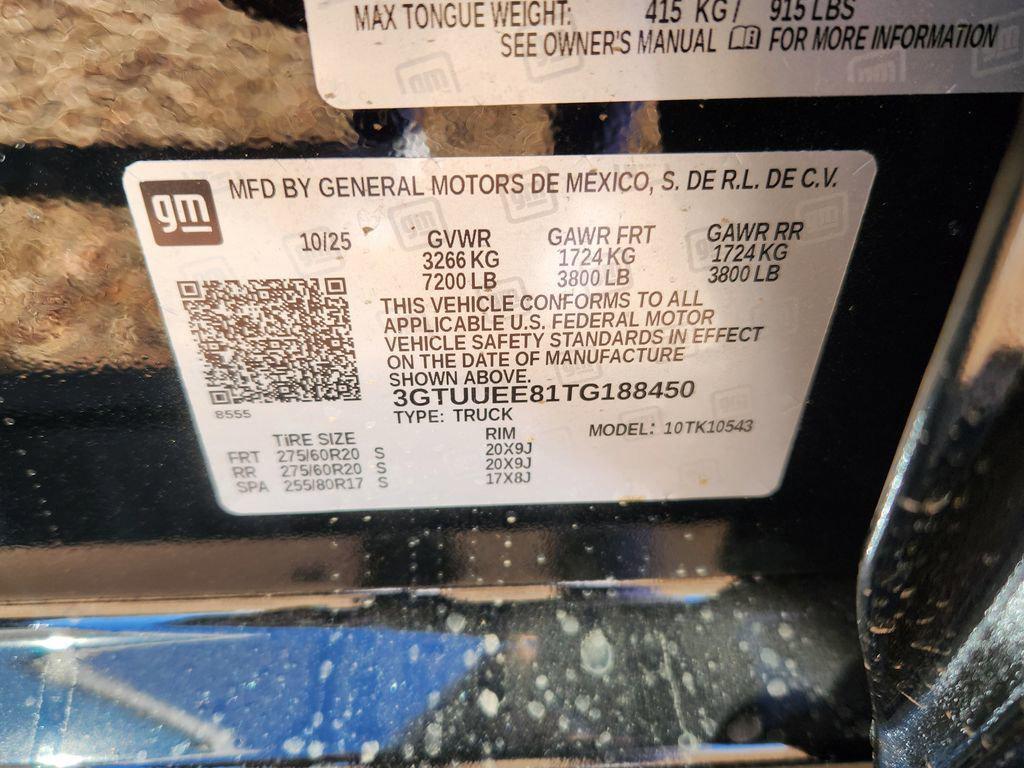 MAX TONGUE WEIGHT: 415 KG / 915 LBS
SEE OWNER'S MANUAL FOR MORE INFORMATION
gm
MFD BY GENERAL MOTORS DE MEXICO, S. DE R.L. DE C.V.
10/25 GVWR GAWR FRT GAWR RR
3266 KG 1724 KG 1724 KG
7200 LB 3800 LB 3800 LB
THIS VEHICLE CONFORMS TO ALL
APPLICABLE U.S. FEDERAL MOTOR
VEHICLE SAFETY STANDARDS IN EFFECT
ON THE DATE OF MANUFACTURE
SHOWN ABOVE.
3GTUUEE81TG188450
8555
TYPE: TRUCK
MODEL: 10TK10543
TIRE SIZE RIM
FRT 275/60R20 S 20X9J
RR 275/60R20 S 20X9J
SPA 255/80R17 S 17X8J